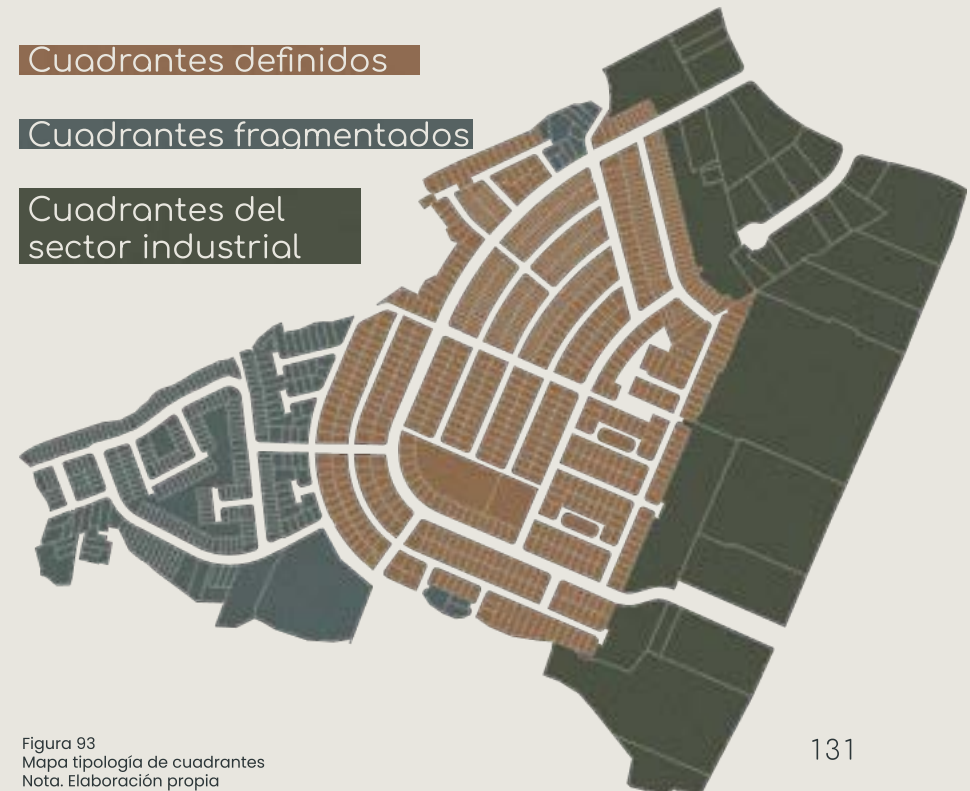 Cuadrantes definidos
Cuadrantes fragmentados
Cuadrantes del
sector industrial
Figura 93
Mapa tipología de cuadrantes
Nota. Elaboración propia
131